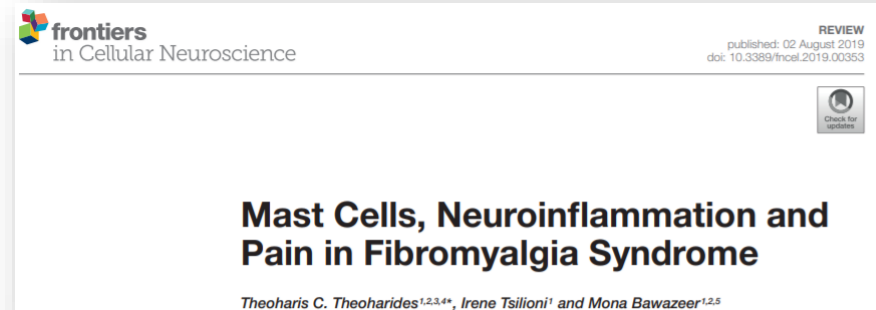 frontiers
in Cellular Neuroscience
REVIEW
published: 02 August 2019
doi: 10.3389/fncel.2019.00353
Check for
updates
Mast Cells, Neuroinflammation and
Pain in Fibromyalgia Syndrome
Theoharis C. Theoharides1,2,3,4*, Irene Tsilioni1 and Mona Bawazeer1,2,5